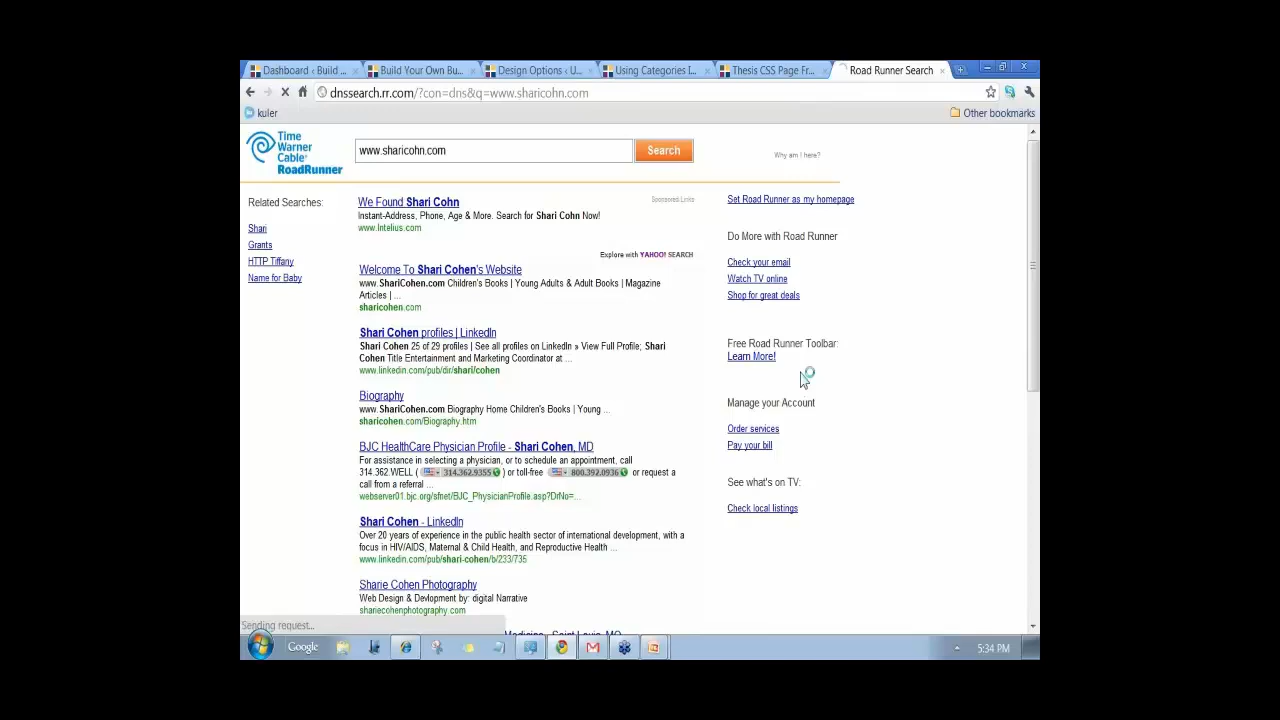 Dashboard ‹ Build ...
Build Your Own Bu...
Design Options ‹ U...
Using Categories I...
Thesis CSS Page Fr...
Road Runner Search
dnssearch.rr.com/?con=dns&q=www.sharicohn.com
kuler
Other bookmarks
Time
Warner
Cable
RoadRunner
www.sharicohn.com
Search
Why am I here?
Related Searches:
Shari
Grants
HTTP Tiffany
Name for Baby
We Found Shari Cohn
Sponsored Links
Instant-Address, Phone, Age & More. Search for Shari Cohn Now!
www.Intelius.com
Explore with YAHOO! SEARCH
Welcome To Shari Cohen's Website
www.ShariCohen.com Children's Books | Young Adults & Adult Books | Magazine
Articles | ...
sharicohen.com
Shari Cohen profiles | LinkedIn
Shari Cohen 25 of 29 profiles | See all profiles on LinkedIn » View Full Profile; Shari
Cohen Title Entertainment and Marketing Coordinator at ...
www.linkedin.com/pub/dir/shari/cohen
Biography
www.ShariCohen.com Biography Home Children's Books | Young ...
sharicohen.com/Biography.htm
BJC HealthCare Physician Profile - Shari Cohen, MD
For assistance in selecting a physician, or to schedule an appointment, call
314.362.WELL ( 314.362.9355 ) or toll-free 800.392.0936 or request a
call from a referral ...
webserver01.bjc.org/sfnet/BJC_PhysicianProfile.asp?DrNo=...
Shari Cohen - LinkedIn
Over 20 years of experience in the public health sector of international development, with a
focus in HIV/AIDS, Maternal & Child Health, and Reproductive Health ...
www.linkedin.com/pub/shari-cohen/b/233/735
Sharie Cohen Photography
Web Design & Devlopment by: digital Narrative
shariecohenphotography.com
Medicine - Saint Louis, MO
Set Road Runner as my homepage
Do More with Road Runner
Check your email
Watch TV online
Shop for great deals
Free Road Runner Toolbar:
Learn More!
Manage your Account
Order services
Pay your bill
See what's on TV:
Check local listings
Sending request...
Google
5:34 PM